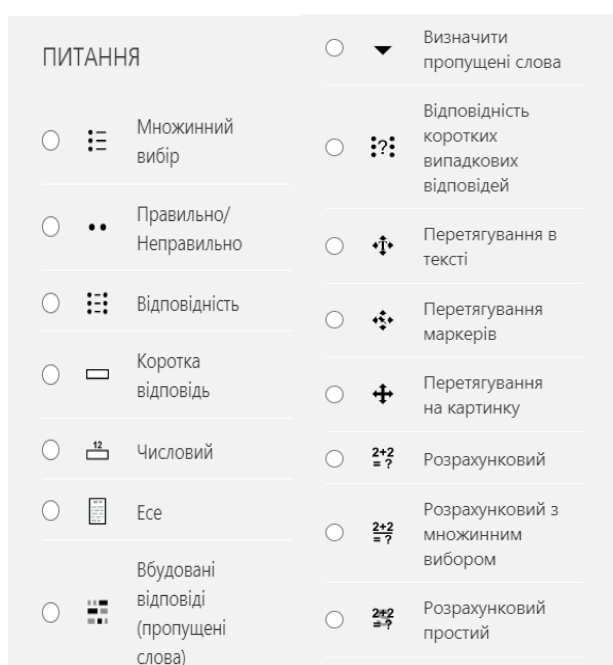 ПИТАННЯ
Множинний
вибір
Правильно/
Неправильно
Відповідність
Коротка
відповідь
12
Числовий
Есе
Вбудовані
відповіді
(пропущені
слова)
Визначити
пропущені слова
?
Відповідність
коротких
випадкових
відповідей
T
Перетягування в
тексті
Перетягування
маркерів
Перетягування
на картинку
2+2
= ?
Розрахунковий
2+2
= ?
Розрахунковий з
множинним
вибором
2+2
= ?
Розрахунковий
простий